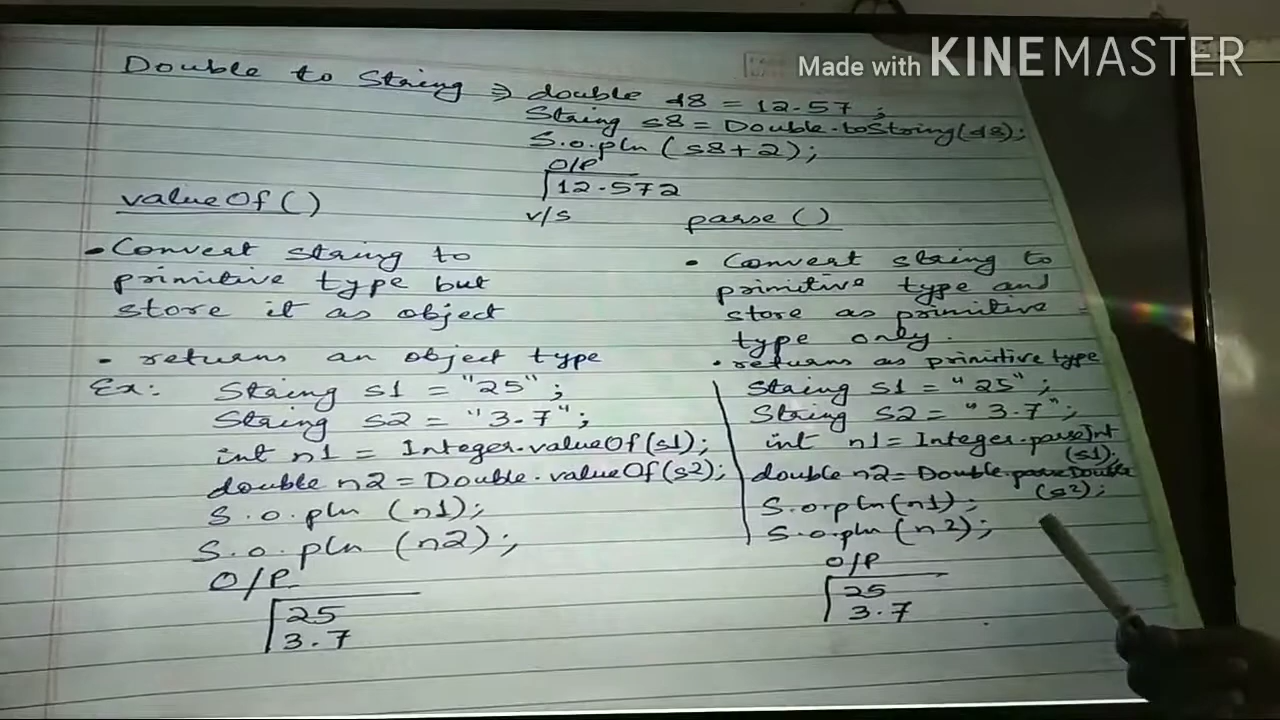 Made with KINEMASTER
Double to String ⇒ double d8 = 12.57 ;
String s8 = Double.toString(d8);
S.o.pln (s8+2);
O/P
12.572
valueOf()
v/s
parse ()
• Convert string to
primitive type but
store it as object
• returns an object type
Ex: String s1 = "25" ;
String s2 = "3.7";
int n1 = Integer.valueOf(s1);
double n2 = Double.valueOf(s2);
S.o.pln (n1);
S.o.pln (n2);
O/P
25
3.7
• Convert string to
primitive type and
store as primitive
type only.
• returns as primitive type
String s1 = "25" ;
String s2 = "3.7";
int n1 = Integer.parseInt
(s1);
double n2 = Double.parseDouble
(s2);
S.o.pln(n1);
S.o.pln (n2);
O/P
25
3.7